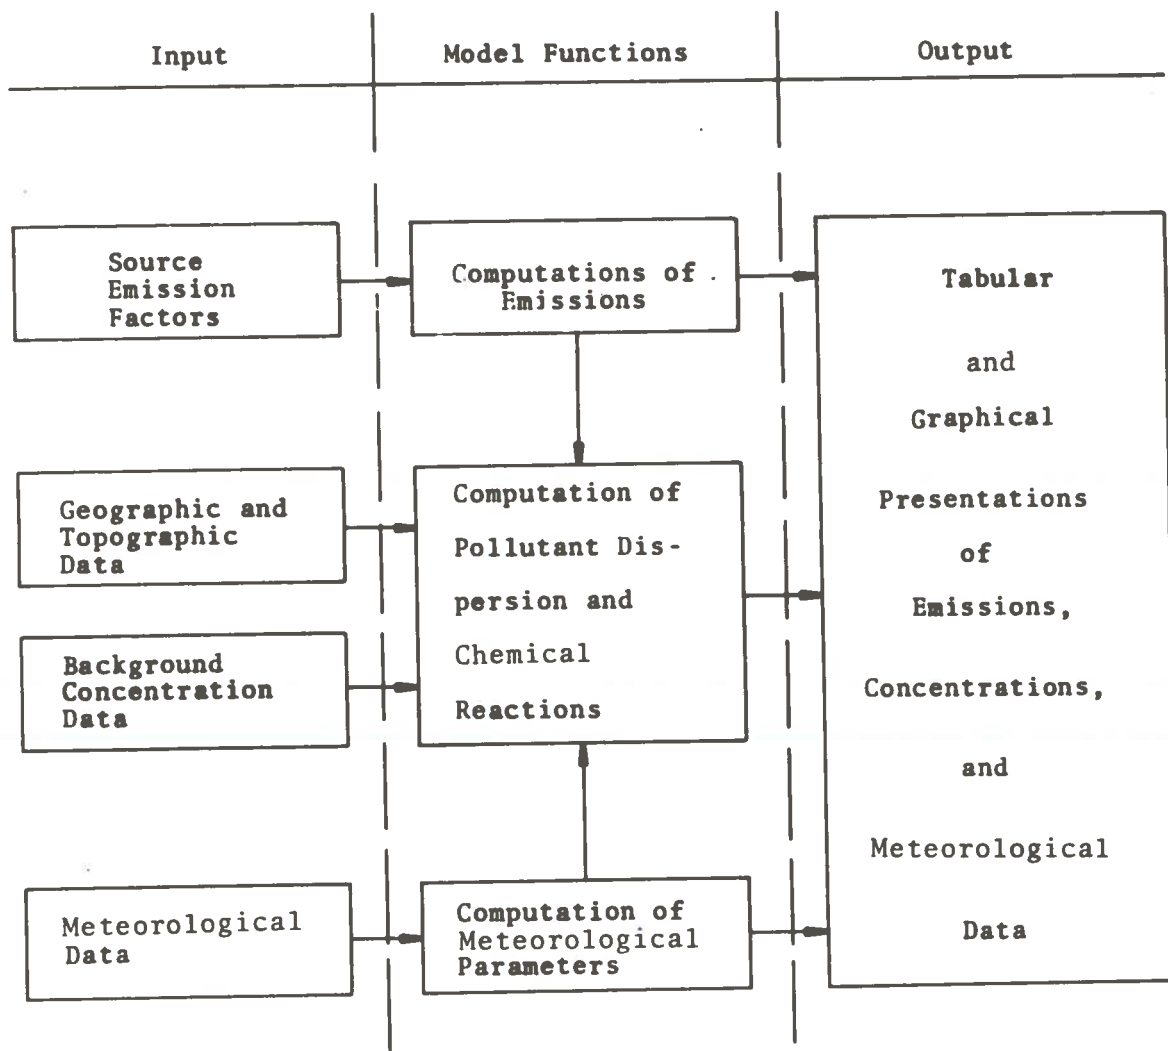 Input
Model Functions
Output
Source
Emission
Factors
Computations of
Emissions
Geographic and
Topographic
Data
Background
Concentration
Data
Computation of
Pollutant Dis-
persion and
Chemical
Reactions
Meteorological
Data
Computation of
Meteorological
Parameters
Tabular
and
Graphical
Presentations
of
Emissions,
Concentrations,
and
Meteorological
Data